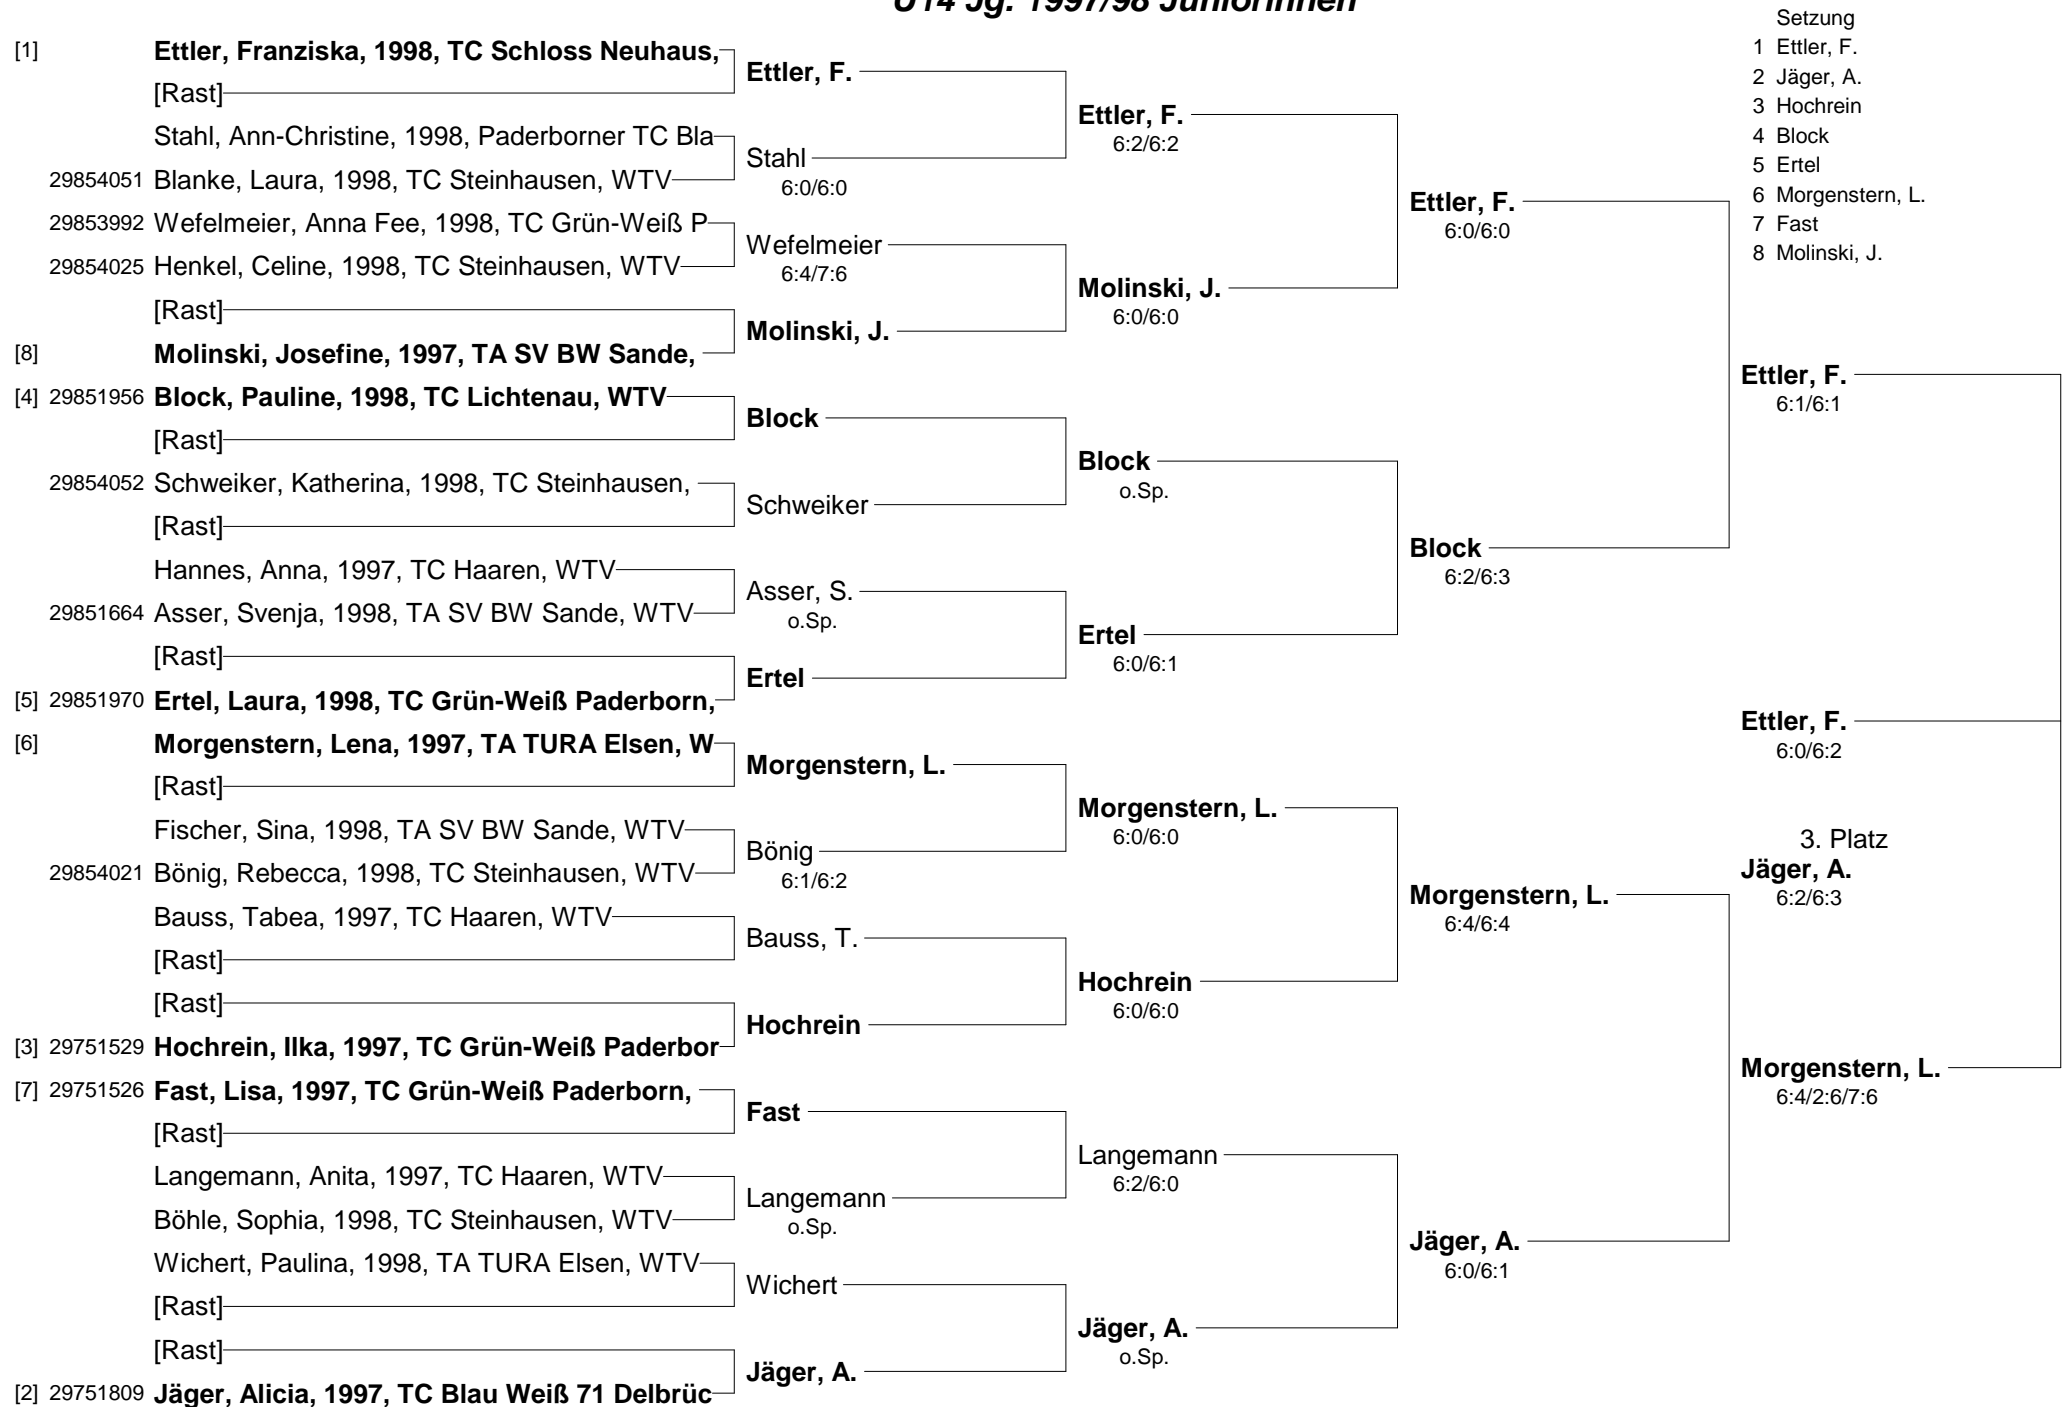 U14 Jg. 1997/98 Juniorinnen
Setzung
1 Ettler, F.
2 Jäger, A.
3 Hochrein
4 Block
5 Ertel
6 Morgenstern, L.
7 Fast
8 Molinski, J.
[1] Ettler, Franziska, 1998, TC Schloss Neuhaus,
[Rast]
Stahl, Ann-Christine, 1998, Paderborner TC Bla
29854051 Blanke, Laura, 1998, TC Steinhausen, WTV
29853992 Wefelmeier, Anna Fee, 1998, TC Grün-Weiß P
29854025 Henkel, Celine, 1998, TC Steinhausen, WTV
[Rast]
[8] Molinski, Josefine, 1997, TA SV BW Sande,
[4] 29851956 Block, Pauline, 1998, TC Lichtenau, WTV
[Rast]
29854052 Schweiker, Katherina, 1998, TC Steinhausen,
[Rast]
Hannes, Anna, 1997, TC Haaren, WTV
29851664 Asser, Svenja, 1998, TA SV BW Sande, WTV
[Rast]
[5] 29851970 Ertel, Laura, 1998, TC Grün-Weiß Paderborn,
[6] Morgenstern, Lena, 1997, TA TURA Elsen, W
[Rast]
Fischer, Sina, 1998, TA SV BW Sande, WTV
29854021 Bönig, Rebecca, 1998, TC Steinhausen, WTV
Bauss, Tabea, 1997, TC Haaren, WTV
[Rast]
[Rast]
[3] 29751529 Hochrein, Ilka, 1997, TC Grün-Weiß Paderbor
[7] 29751526 Fast, Lisa, 1997, TC Grün-Weiß Paderborn,
[Rast]
Langemann, Anita, 1997, TC Haaren, WTV
Böhle, Sophia, 1998, TC Steinhausen, WTV
Wichert, Paulina, 1998, TA TURA Elsen, WTV
[Rast]
[Rast]
[2] 29751809 Jäger, Alicia, 1997, TC Blau Weiß 71 Delbrüc
Ettler, F.
Stahl
6:0/6:0
Wefelmeier
6:4/7:6
Molinski, J.
Block
Schweiker
Asser, S.
o.Sp.
Ertel
Morgenstern, L.
Bönig
6:1/6:2
Bauss, T.
Hochrein
Fast
Langemann
o.Sp.
Wichert
Jäger, A.
Ettler, F.
6:2/6:2
Molinski, J.
6:0/6:0
Block
o.Sp.
Ertel
6:0/6:1
Morgenstern, L.
6:0/6:0
Hochrein
6:0/6:0
Langemann
6:2/6:0
Jäger, A.
o.Sp.
Ettler, F.
6:0/6:0
Block
6:2/6:3
Morgenstern, L.
6:4/6:4
Jäger, A.
6:0/6:1
Ettler, F.
6:1/6:1
Ettler, F.
6:0/6:2
3. Platz
Jäger, A.
6:2/6:3
Morgenstern, L.
6:4/2:6/7:6